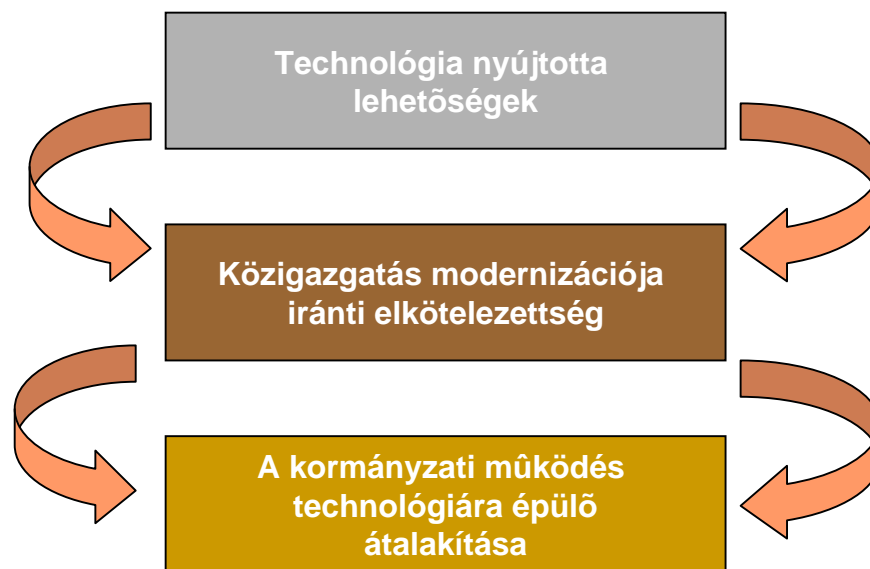 Technológia nyújtotta
lehetõségek
Közigazgatás modernizációja
iránti elkötelezettség
A kormányzati mûködés
technológiára épülõ
átalakítása